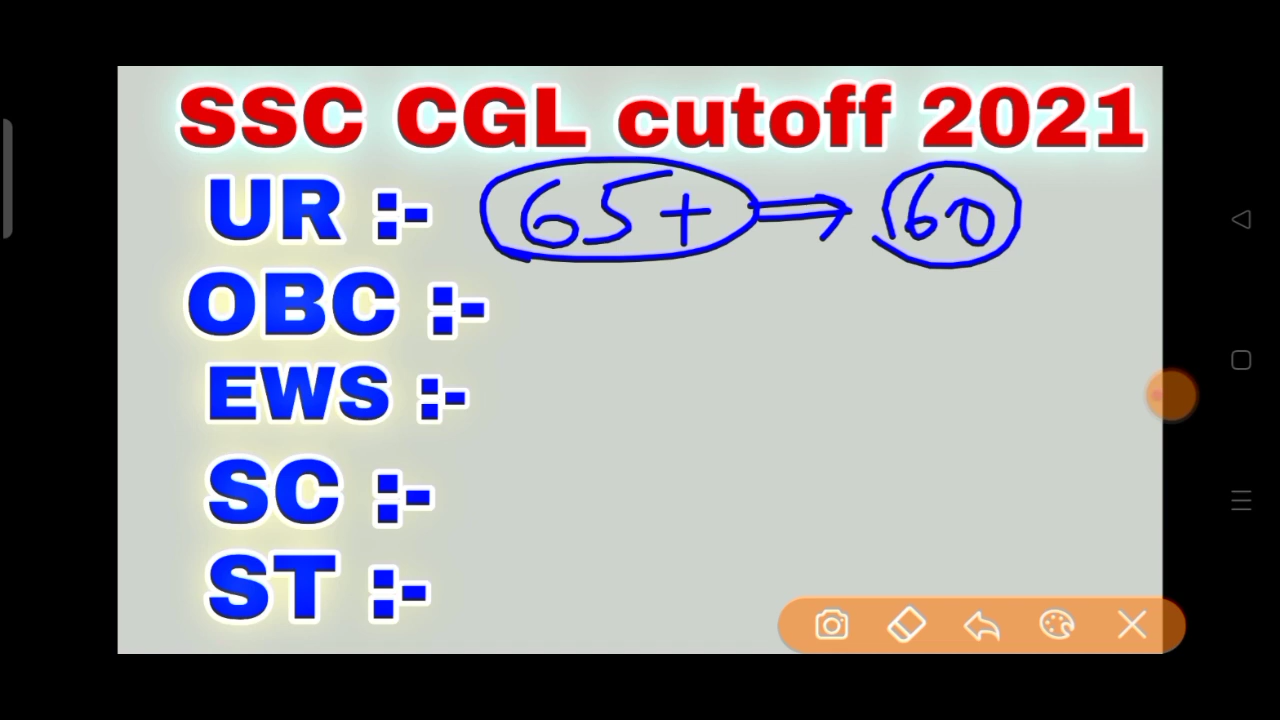 SSC CGL cutoff 2021
UR :- 65+ ⇒ 60
OBC :-
EWS :-
SC :-
ST :-